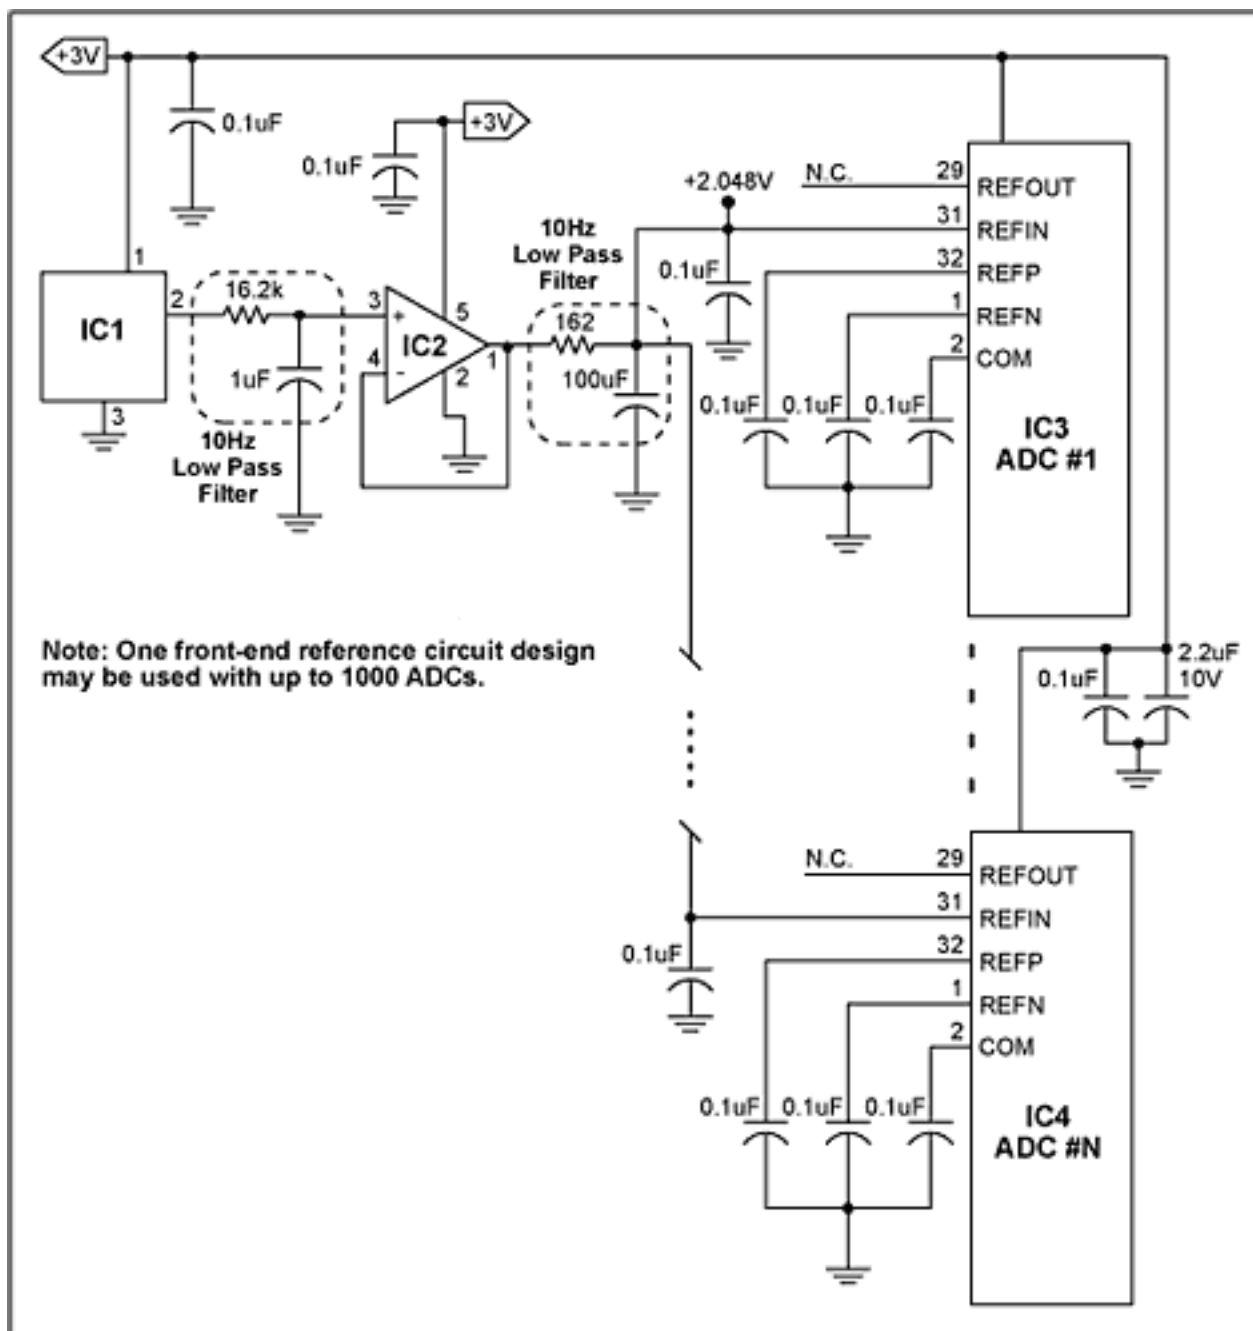 +3V
0.1uF
+3V
0.1uF
N.C.
29
REFOUT
+2.048V
31
REFIN
10Hz
Low Pass
Filter
0.1uF
32
REFP
1
REFN
2
COM
1
2
16.2k
3
+
5
IC1
IC2
4
-
2
1
162
1uF
100uF
3
0.1uF
0.1uF
0.1uF
IC3
ADC #1
10Hz
Low Pass
Filter
Note: One front-end reference circuit design
may be used with up to 1000 ADCs.
0.1uF
2.2uF
10V
N.C.
29
REFOUT
31
REFIN
0.1uF
32
REFP
1
REFN
2
COM
0.1uF
0.1uF
0.1uF
IC4
ADC #N